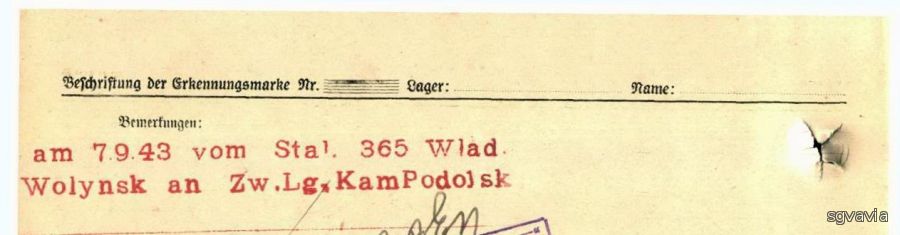 Beschriftung der Erkennungsmarke Nr. Lager: Name:
Bemerkungen:
am 7.9.43 vom Stal. 365 Wlad.
Wolynsk an Zw.Lg, KamPodolsk
sgvavia